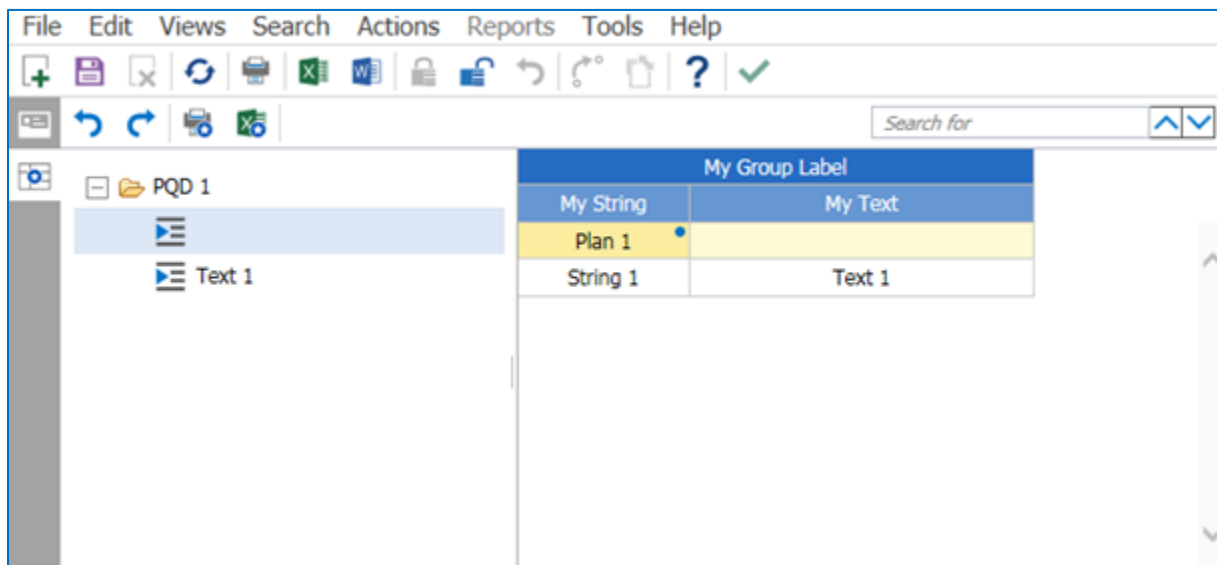 File Edit Views Search Actions Reports Tools Help
?
Search for
PQD 1
Text 1
My Group Label
My String My Text
Plan 1
String 1 Text 1